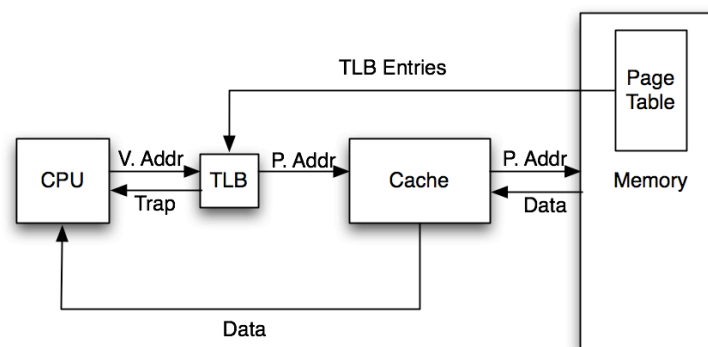 TLB Entries
Page
Table
V. Addr
P. Addr
P. Addr
CPU
TLB
Cache
Memory
Trap
Data
Data